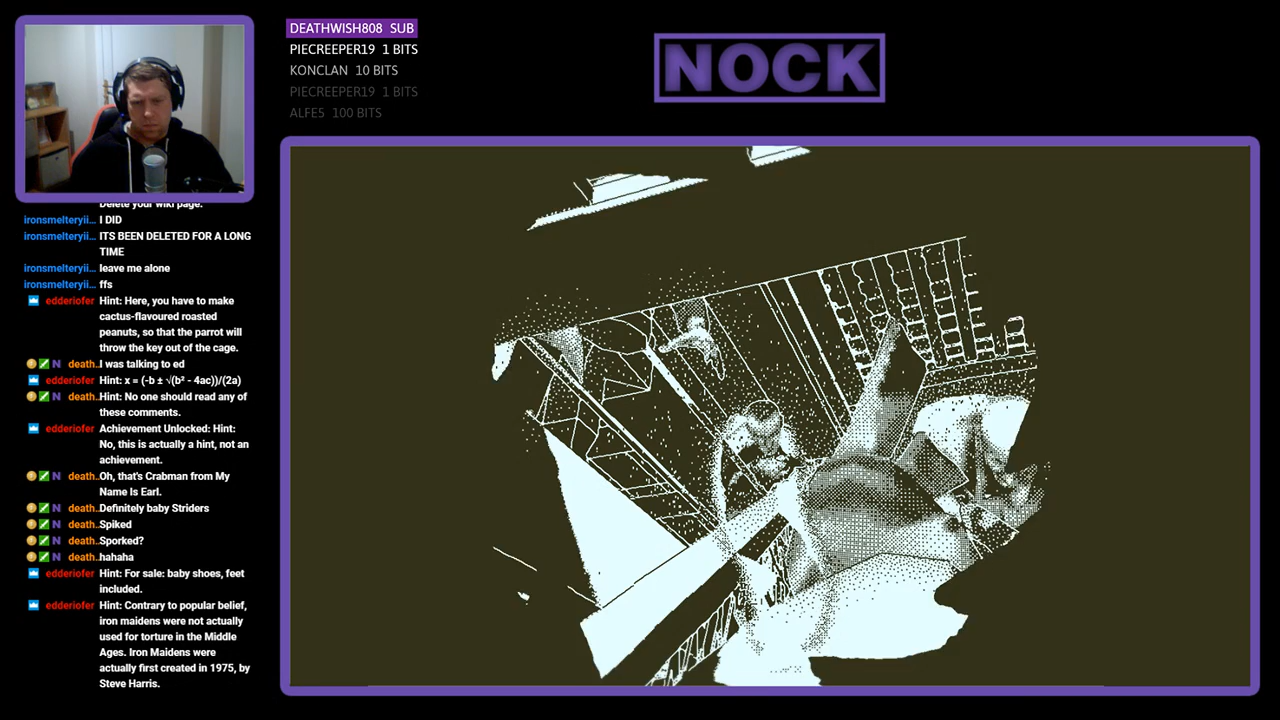 DEATHWISH808 SUB
PIECREEPER19 1 BITS
KONCLAN 10 BITS
PIECREEPER19 1 BITS
ALFE5 100 BITS
NOCK
Delete your wiki page.
ironsmelteryii... I DID
ironsmelteryii... ITS BEEN DELETED FOR A LONG
TIME
ironsmelteryii... leave me alone
ironsmelteryii... ffs
edderiofer Hint: Here, you have to make
cactus-flavoured roasted
peanuts, so that the parrot will
throw the key out of the cage.
death... I was talking to ed
edderiofer Hint: x = (-b ± √(b² - 4ac))/(2a)
death... Hint: No one should read any of
these comments.
edderiofer Achievement Unlocked: Hint:
No, this is actually a hint, not an
achievement.
death... Oh, that's Crabman from My
Name Is Earl.
death... Definitely baby Striders
death... Spiked
death... Sporked?
death... hahaha
edderiofer Hint: For sale: baby shoes, feet
included.
edderiofer Hint: Contrary to popular belief,
iron maidens were not actually
used for torture in the Middle
Ages. Iron Maidens were
actually first created in 1975, by
Steve Harris.